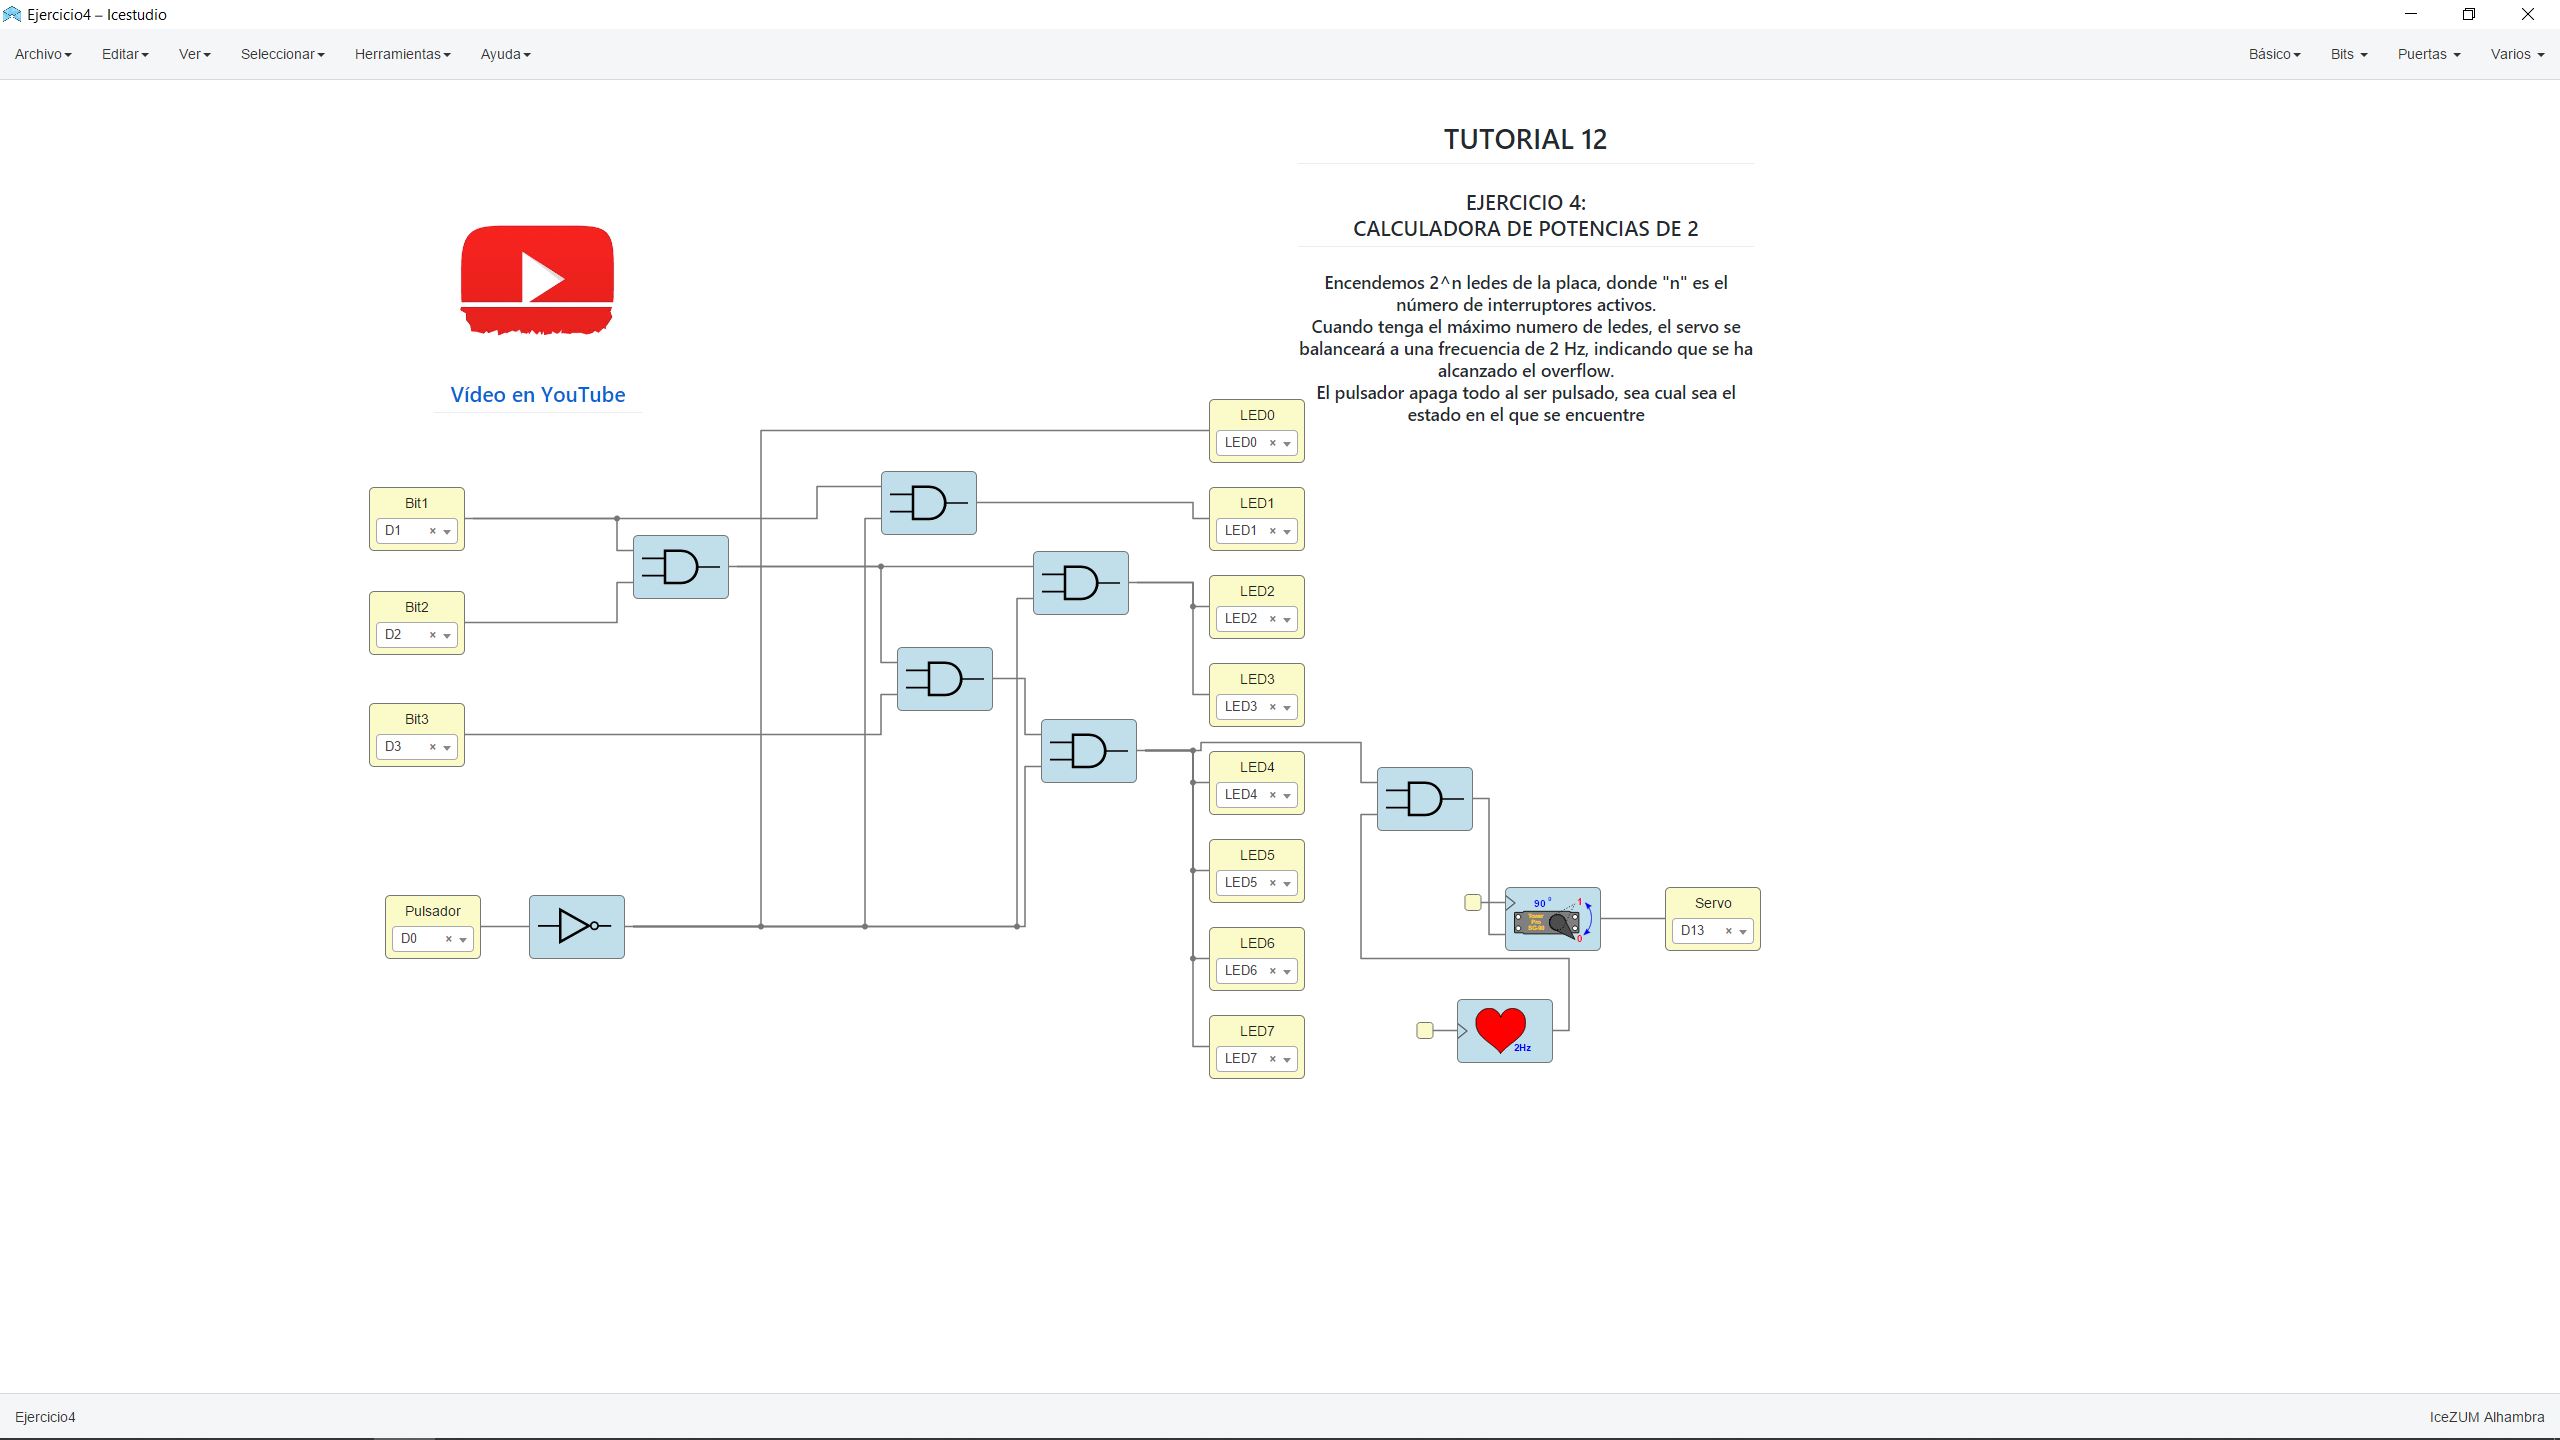 Ejercicio4 – Icestudio
Archivo Editar Ver Seleccionar Herramientas Ayuda Básico Bits Puertas Varios
TUTORIAL 12
EJERCICIO 4:
CALCULADORA DE POTENCIAS DE 2
Encendemos 2^n ledes de la placa, donde "n" es el
número de interruptores activos.
Cuando tenga el máximo numero de ledes, el servo se
balanceará a una frecuencia de 2 Hz, indicando que se ha
alcanzado el overflow.
El pulsador apaga todo al ser pulsado, sea cual sea el
estado en el que se encuentre
Vídeo en YouTube
LED0
LED0 ×
Bit1
D1 ×
LED1
LED1 ×
Bit2
D2 ×
LED2
LED2 ×
LED3
LED3 ×
Bit3
D3 ×
LED4
LED4 ×
LED5
LED5 ×
Pulsador
D0 ×
LED6
LED6 ×
90 º
1
Tower
Pro
SG-90
0
Servo
D13 ×
LED7
LED7 ×
2Hz
Ejercicio4
IceZUM Alhambra